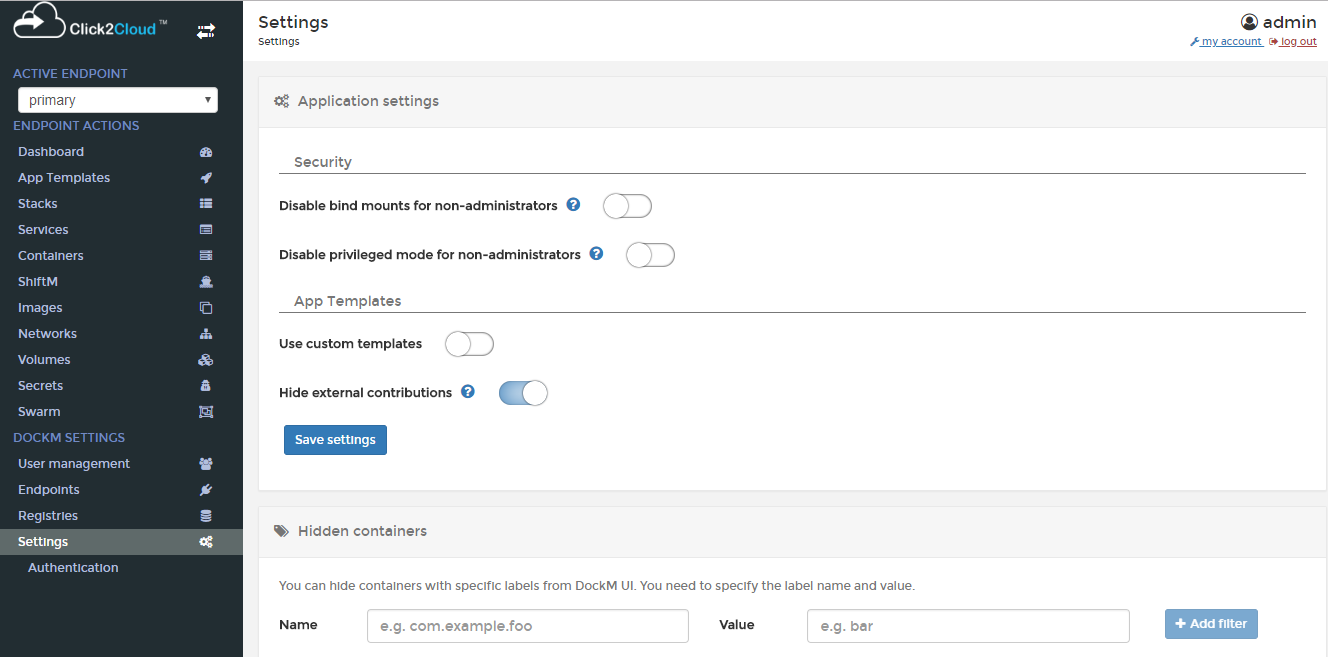 Click2Cloud ™
ACTIVE ENDPOINT
primary
ENDPOINT ACTIONS
Dashboard
App Templates
Stacks
Services
Containers
ShiftM
Images
Networks
Volumes
Secrets
Swarm
DOCKM SETTINGS
User management
Endpoints
Registries
Settings
Authentication
Settings
Settings
admin
my account log out
Application settings
Security
Disable bind mounts for non-administrators ?
Disable privileged mode for non-administrators ?
App Templates
Use custom templates
Hide external contributions ?
Save settings
Hidden containers
You can hide containers with specific labels from DockM UI. You need to specify the label name and value.
Name e.g. com.example.foo Value e.g. bar + Add filter